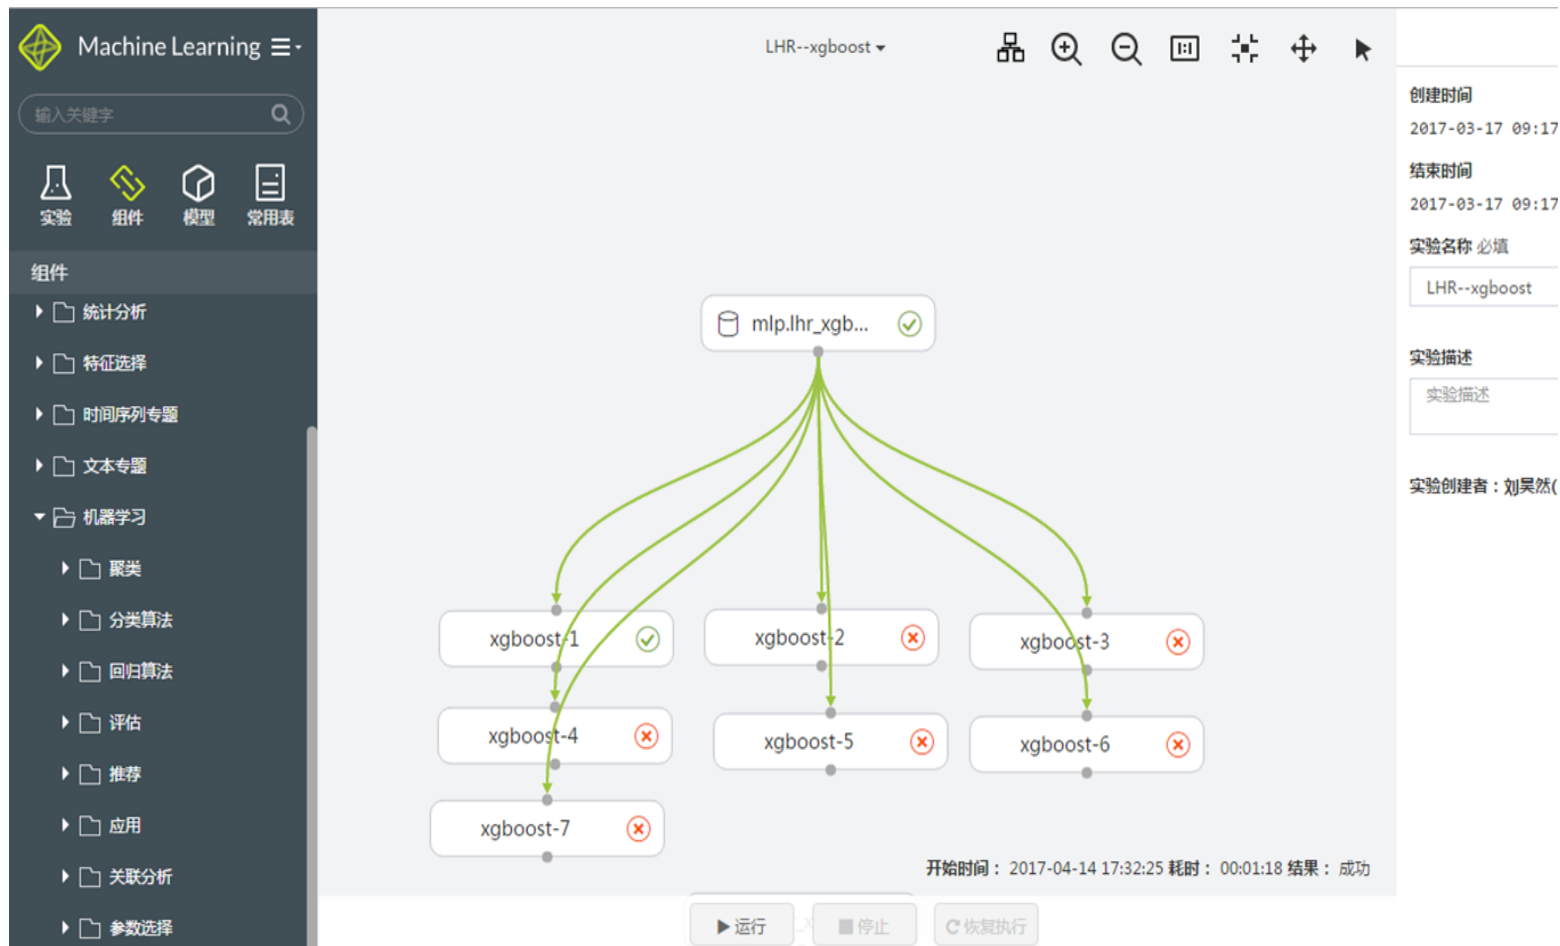 Machine Learning
输入关键字
实验
组件
模型
常用表
组件
统计分析
特征选择
时间序列专题
文本专题
机器学习
聚类
分类算法
回归算法
评估
推荐
应用
关联分析
参数选择
LHR--xgboost
1:1
mlp.lhr_xgb...
xgboost-1
xgboost-2
xgboost-3
xgboost-4
xgboost-5
xgboost-6
xgboost-7
开始时间： 2017-04-14 17:32:25 耗时： 00:01:18 结果： 成功
运行
停止
恢复执行
创建时间
2017-03-17 09:17
结束时间
2017-03-17 09:17
实验名称 必填
LHR--xgboost
实验描述
实验描述
实验创建者：刘昊然(